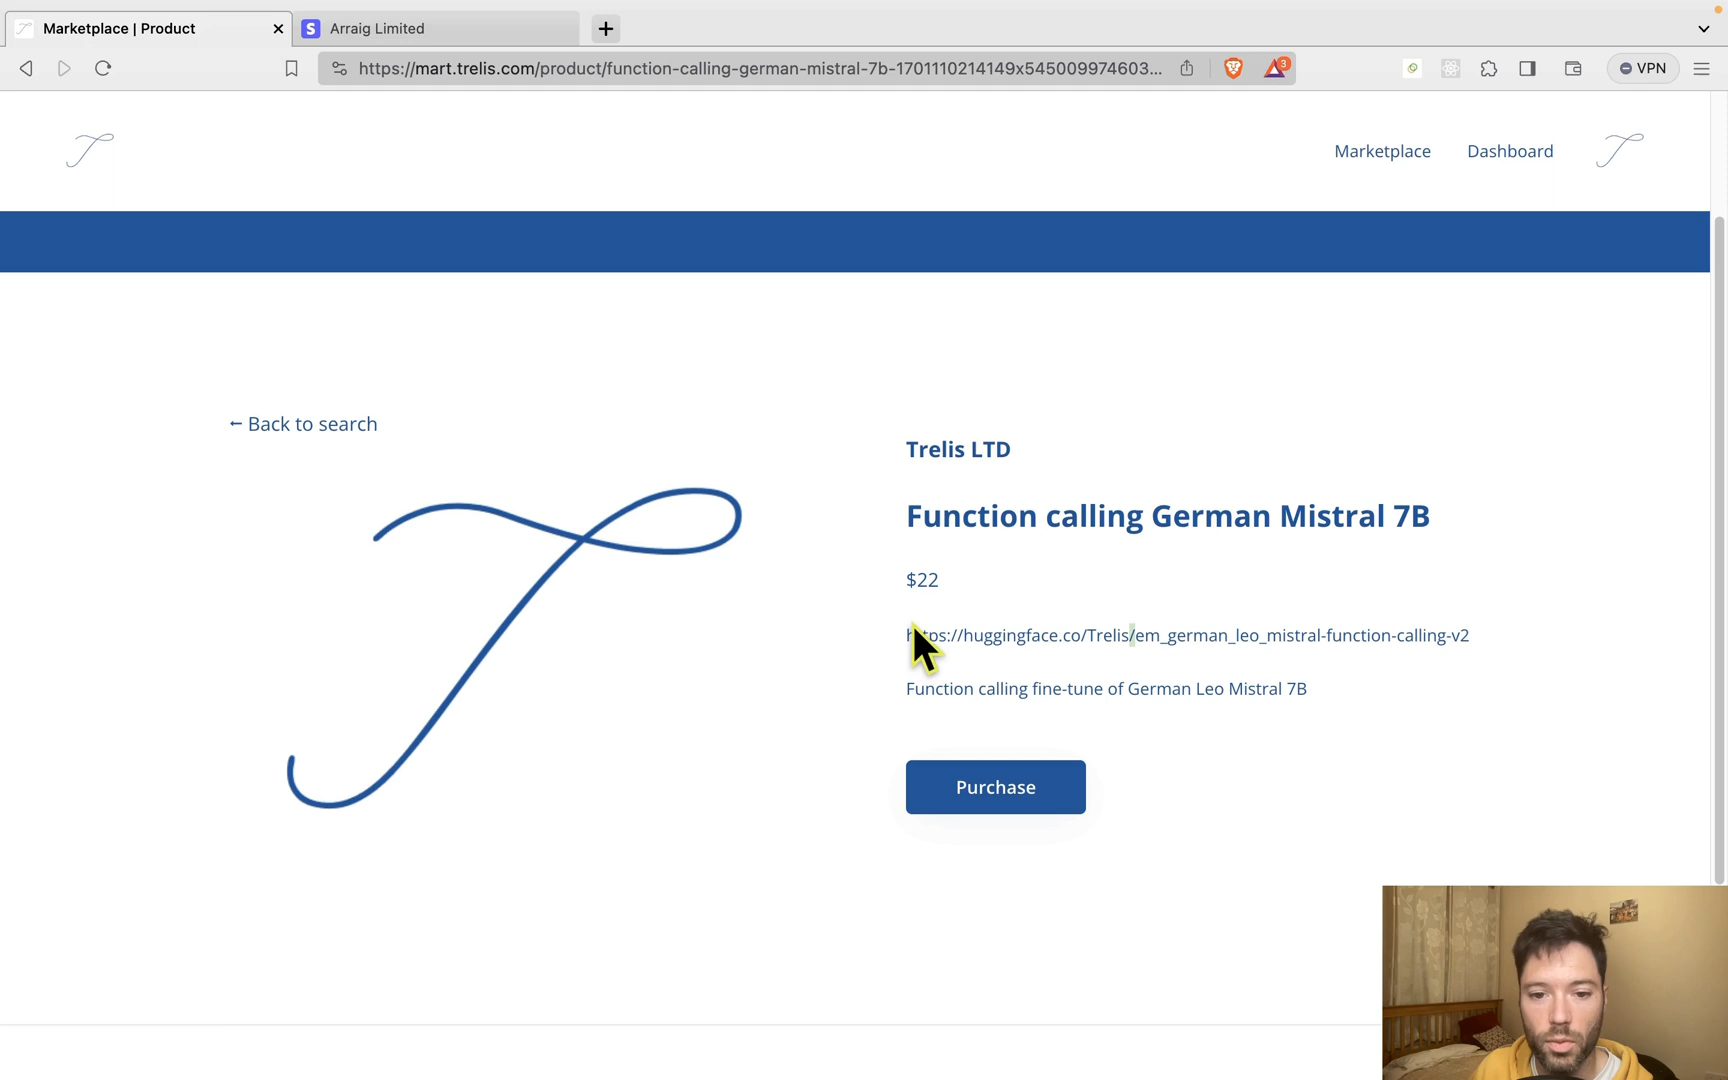 Marketplace | Product
S
Arraig Limited
https://mart.trelis.com/product/function-calling-german-mistral-7b-1701110214149x545009974603...
3
VPN
Marketplace
Dashboard
← Back to search
Trelis LTD
Function calling German Mistral 7B
$22
https://huggingface.co/Trelis/em_german_leo_mistral-function-calling-v2
Function calling fine-tune of German Leo Mistral 7B
Purchase